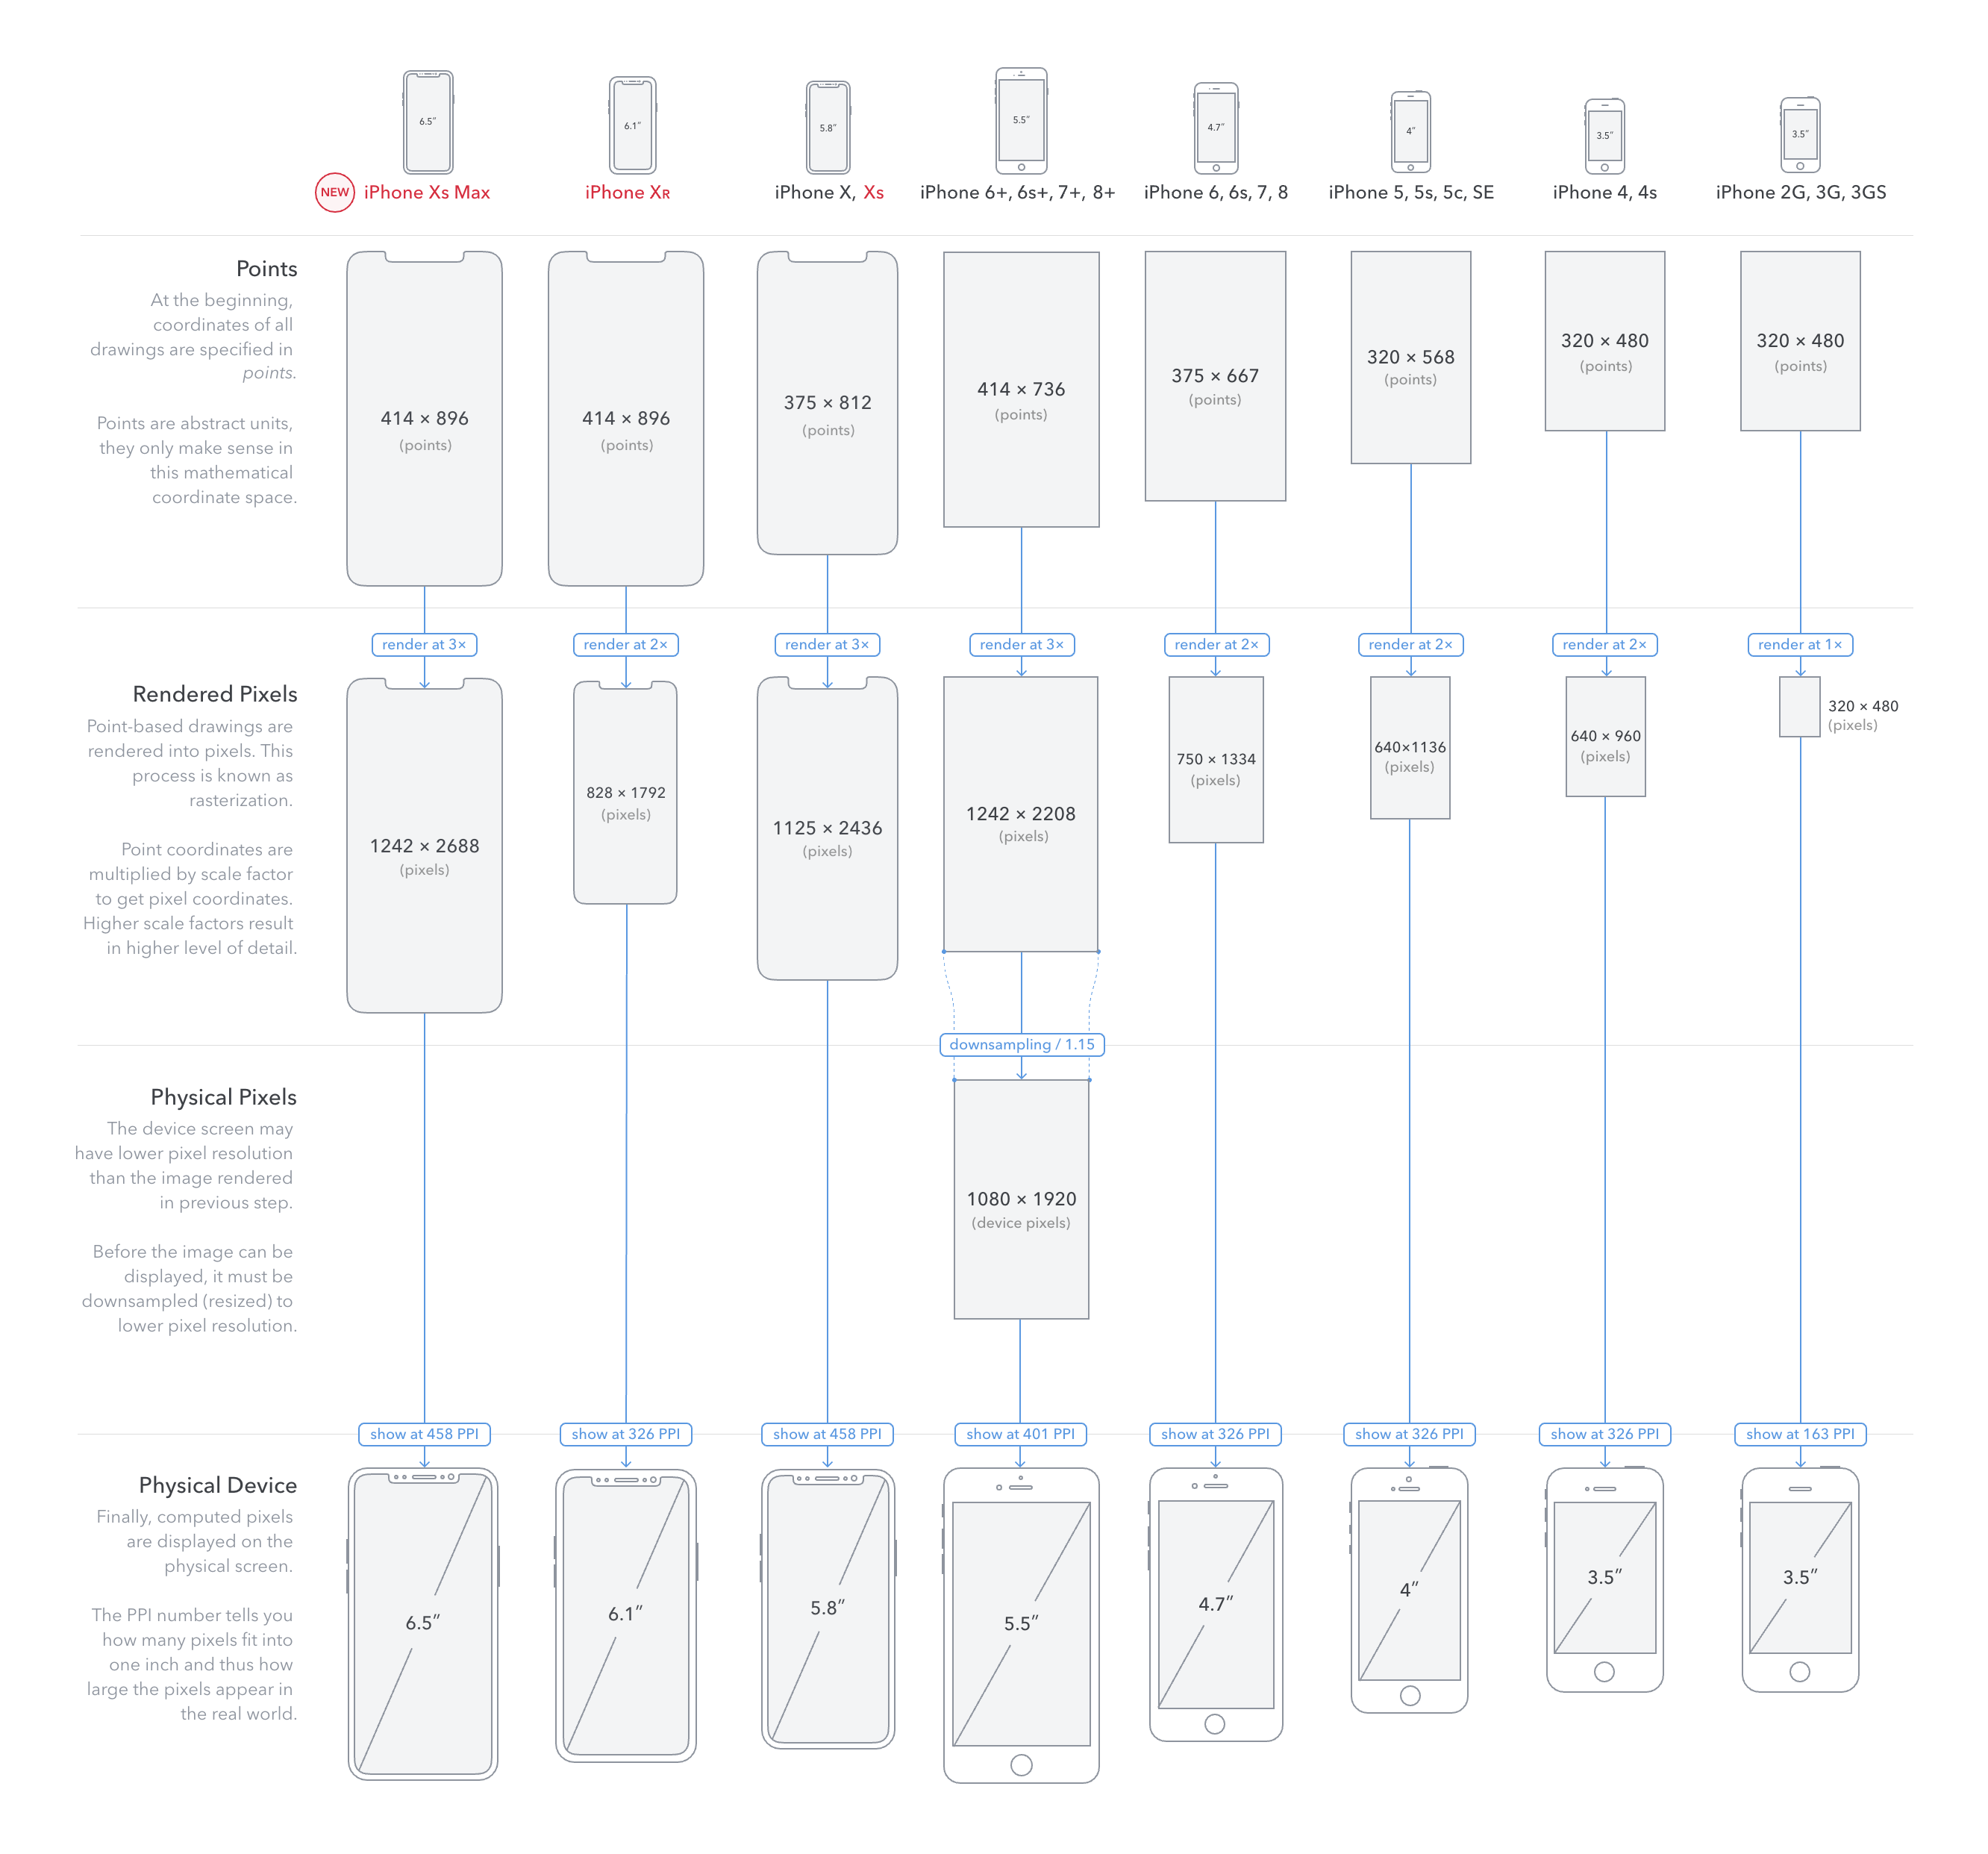 6.5″
6.1″
5.8″
5.5″
4.7″
4″
3.5″
3.5″
NEW
iPhone Xs Max
iPhone XR
iPhone X, Xs
iPhone 6+, 6s+, 7+, 8+
iPhone 6, 6s, 7, 8
iPhone 5, 5s, 5c, SE
iPhone 4, 4s
iPhone 2G, 3G, 3GS
Points
At the beginning,
coordinates of all
drawings are specified in
points.
Points are abstract units,
they only make sense in
this mathematical
coordinate space.
414 × 896
(points)
414 × 896
(points)
375 × 812
(points)
414 × 736
(points)
375 × 667
(points)
320 × 568
(points)
320 × 480
(points)
320 × 480
(points)
render at 3×
render at 2×
render at 3×
render at 3×
render at 2×
render at 2×
render at 2×
render at 1×
Rendered Pixels
Point-based drawings are
rendered into pixels. This
process is known as
rasterization.
Point coordinates are
multiplied by scale factor
to get pixel coordinates.
Higher scale factors result
in higher level of detail.
1242 × 2688
(pixels)
828 × 1792
(pixels)
1125 × 2436
(pixels)
1242 × 2208
(pixels)
750 × 1334
(pixels)
640×1136
(pixels)
640 × 960
(pixels)
320 × 480
(pixels)
downsampling / 1.15
Physical Pixels
The device screen may
have lower pixel resolution
than the image rendered
in previous step.
Before the image can be
displayed, it must be
downsampled (resized) to
lower pixel resolution.
1080 × 1920
(device pixels)
show at 458 PPI
show at 326 PPI
show at 458 PPI
show at 401 PPI
show at 326 PPI
show at 326 PPI
show at 326 PPI
show at 163 PPI
Physical Device
Finally, computed pixels
are displayed on the
physical screen.
The PPI number tells you
how many pixels fit into
one inch and thus how
large the pixels appear in
the real world.
6.5″
6.1″
5.8″
5.5″
4.7″
4″
3.5″
3.5″